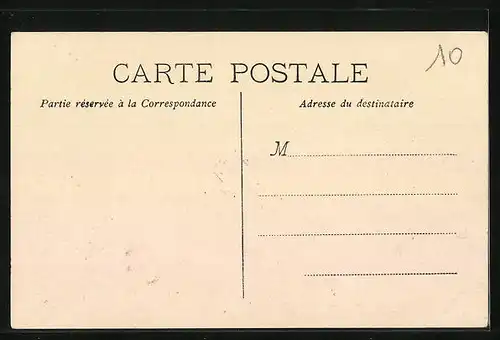 10
CARTE POSTALE
Partie réservée à la Correspondance
Adresse du destinataire
M